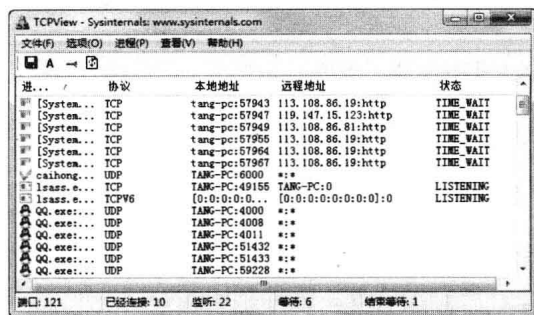 TCPView - Sysinternals: www.sysinternals.com
文件(F) 选项(O) 进程(P) 查看(V) 帮助(H)
A
进... / 协议 本地地址 远程地址 状态
[System... TCP tang-pc:57943 113.108.86.19:http TIME_WAIT
[System... TCP tang-pc:57947 119.147.15.123:http TIME_WAIT
[System... TCP tang-pc:57949 113.108.86.81:http TIME_WAIT
[System... TCP tang-pc:57955 113.108.86.19:http TIME_WAIT
[System... TCP tang-pc:57964 113.108.86.19:http TIME_WAIT
[System... TCP tang-pc:57967 113.108.86.19:http TIME_WAIT
caihong... UDP TANG-PC:6000 *:*
lsass.e... TCP TANG-PC:49155 TANG-PC:0 LISTENING
lsass.e... TCPV6 [0:0:0:0:0... [0:0:0:0:0:0:0:0]:0 LISTENING
QQ.exe:... UDP TANG-PC:4000 *:*
QQ.exe:... UDP TANG-PC:4008 *:*
QQ.exe:... UDP TANG-PC:4011 *:*
QQ.exe:... UDP TANG-PC:51432 *:*
QQ.exe:... UDP TANG-PC:51433 *:*
QQ.exe:... UDP TANG-PC:59228 *:*
端口: 121 已经连接: 10 监听: 22 等待: 6 结束等待: 1